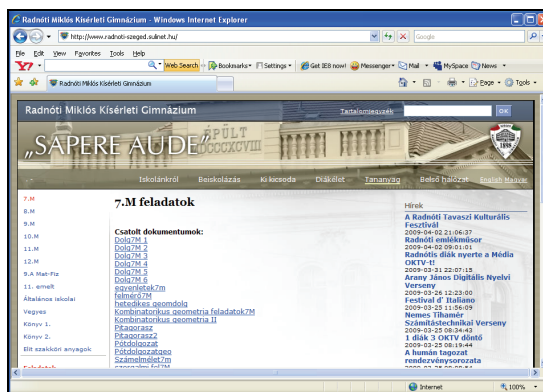 Radnóti Miklós Kísérleti Gimnázium - Windows Internet Explorer
http://www.radnoti-szeged.sulinet.hu/
Google
File Edit View Favorites Tools Help
Web Search Bookmarks Settings Get IE8 now! Messenger Mail MySpace News
Radnóti Miklós Kísérleti Gimnázium
Page Tools
Radnóti Miklós Kísérleti Gimnázium
Tartalomjegyzék
OK
„SAPERE AUDE”
ÉPÜLT
1898
Iskolánkról Beiskolázás Ki kicsoda Diákélet Tananyag Belső hálózat English Magyar
7.M
8.M
9.M
10.M
11.M
12.M
9.A Mat-Fiz
11. emelt
Általános iskolai
Vegyes
Könyv 1.
Könyv 2.
Elit szakköri anyagok
Feladatok
7.M feladatok
Csatolt dokumentumok:
Dolg7M 1
Dolg7M 2
Dolg7M 3
Dolg7M 4
Dolg7M 5
Dolg7M 6
egyenletek7m
felmérő7M
hetedikes geomdolg
Kombinatorikus geometria feladatok7M
Kombinatorikus geometria II
Pitagorasz
Pitagorasz2
Pótdolgozat
Pótdolgozatgeo
Számelmélet7m
szorgalmi fel7M
Hírek
A Radnóti Tavaszi Kulturális
Fesztivál
2009-04-02 21:06:37
Radnóti emlékműsor
2009-04-02 09:01:01
Radnótis diák nyerte a Média
OKTV-t!
2009-03-31 22:07:15
Arany János Digitális Nyelvi
Verseny
2009-03-26 12:23:00
Festival d' Italiano
2009-03-25 11:56:09
Nemes Tihamér
Számítástechnikai Verseny
2009-03-25 08:34:43
1 diák 3 OKTV döntő
2009-03-25 08:19:44
A humán tagozat
rendezvénysorozata
Internet
100%